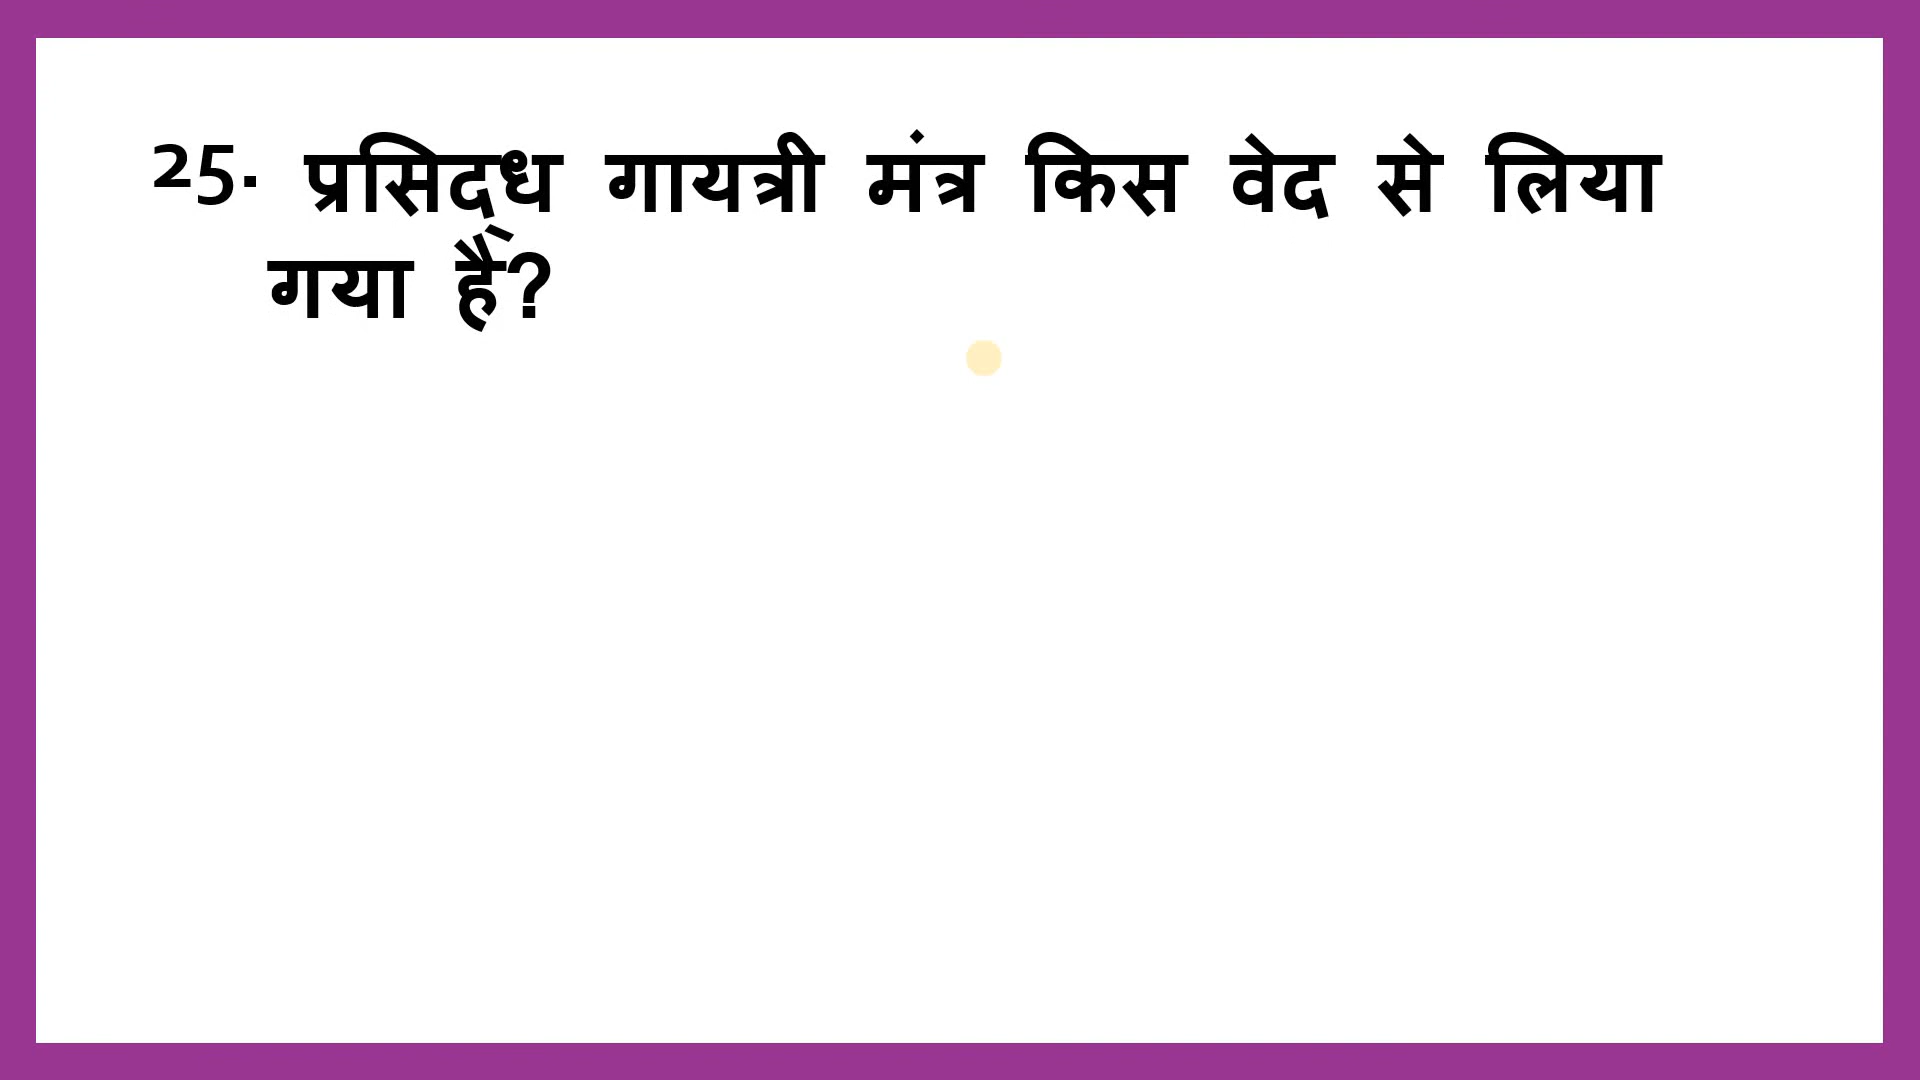 25. प्रसिद्ध गायत्री मंत्र किस वेद से लिया
गया हैे?